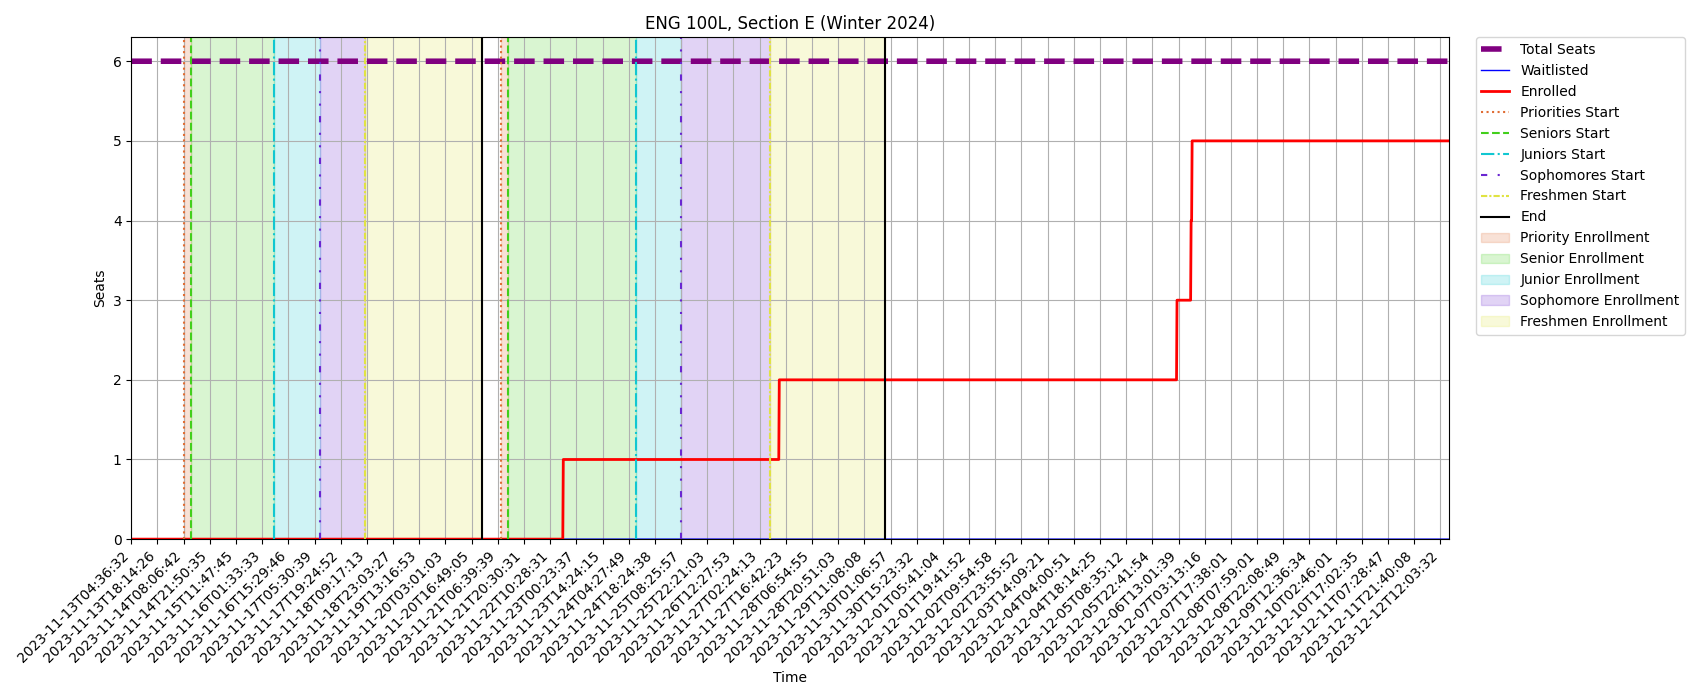 ENG 100L, Section E (Winter 2024)
Seats
6
5
4
3
2
1
0
2023-11-13T04:36:32
2023-11-13T18:14:26
2023-11-14T08:06:42
2023-11-14T21:50:35
2023-11-15T11:47:45
2023-11-16T01:33:33
2023-11-16T15:29:46
2023-11-17T05:30:39
2023-11-17T19:24:52
2023-11-18T09:17:13
2023-11-18T23:03:27
2023-11-19T13:16:53
2023-11-20T03:01:03
2023-11-20T16:49:05
2023-11-21T06:39:39
2023-11-21T20:30:31
2023-11-22T10:28:31
2023-11-23T00:23:37
2023-11-23T14:24:15
2023-11-24T04:27:49
2023-11-24T18:24:38
2023-11-25T08:25:57
2023-11-25T22:21:03
2023-11-26T12:27:53
2023-11-27T02:24:13
2023-11-27T16:42:23
2023-11-28T06:54:55
2023-11-28T20:51:03
2023-11-29T11:08:08
2023-11-30T01:06:57
2023-11-30T15:23:32
2023-12-01T05:41:04
2023-12-01T19:41:52
2023-12-02T09:54:58
2023-12-02T23:55:52
2023-12-03T14:09:21
2023-12-04T04:00:51
2023-12-04T18:14:25
2023-12-05T08:35:12
2023-12-05T22:41:54
2023-12-06T13:01:39
2023-12-07T03:13:16
2023-12-07T17:38:01
2023-12-08T07:59:01
2023-12-08T22:08:49
2023-12-09T12:36:34
2023-12-10T02:46:01
2023-12-10T17:02:35
2023-12-11T07:28:47
2023-12-11T21:40:08
2023-12-12T12:03:32
Time
Total Seats
Waitlisted
Enrolled
Priorities Start
Seniors Start
Juniors Start
Sophomores Start
Freshmen Start
End
Priority Enrollment
Senior Enrollment
Junior Enrollment
Sophomore Enrollment
Freshmen Enrollment